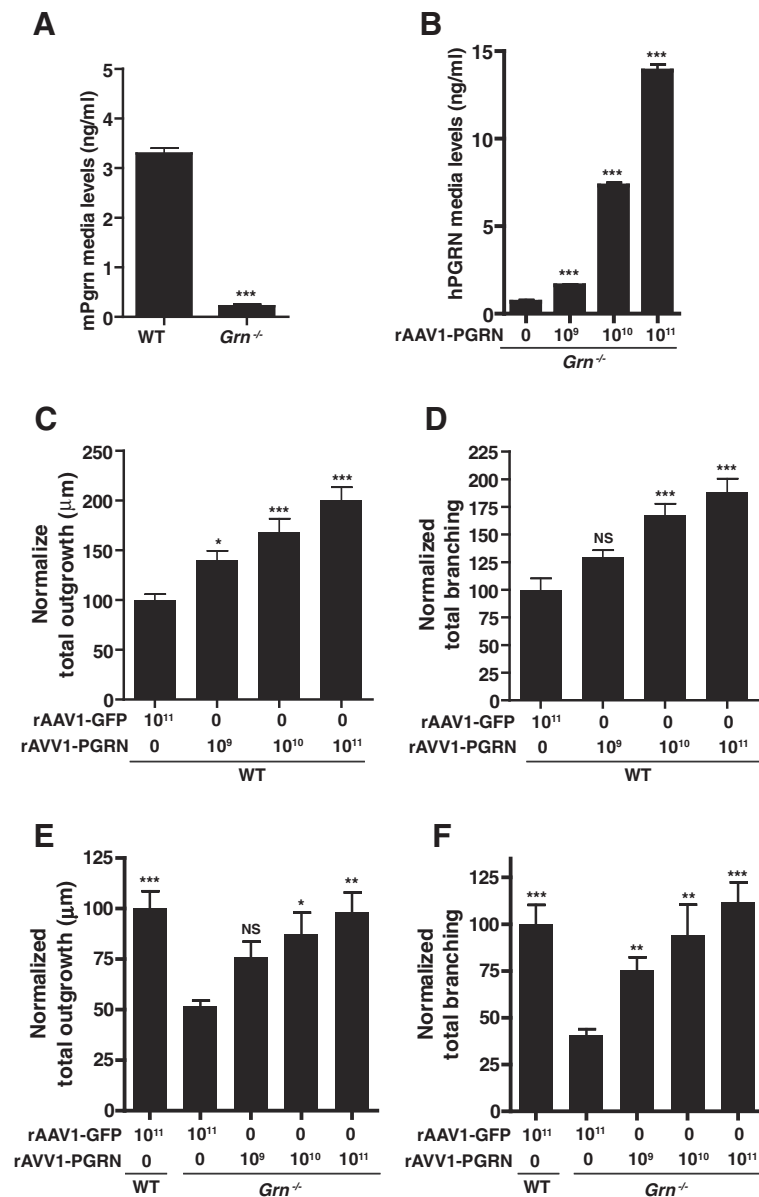 A
mPgrn media levels (ng/ml)
5
4
3
2
1
0
***
WT Grn -/-
B
hPGRN media levels (ng/ml)
15
10
5
0
***
***
***
rAAV1-PGRN 0 10⁹ 10¹⁰ 10¹¹
Grn -/-
C
Normalize
total outgrowth (μm)
250
200
150
100
50
0
*
***
***
rAAV1-GFP 10¹¹ 0 0 0
rAVV1-PGRN 0 10⁹ 10¹⁰ 10¹¹
WT
D
Normalized
total branching
225
200
175
150
125
100
75
50
25
0
NS
***
***
rAAV1-GFP 10¹¹ 0 0 0
rAVV1-PGRN 0 10⁹ 10¹⁰ 10¹¹
WT
E
Normalized
total outgrowth (μm)
125
100
75
50
25
0
***
NS
*
**
rAAV1-GFP 10¹¹ 10¹¹ 0 0 0
rAVV1-PGRN 0 0 10⁹ 10¹⁰ 10¹¹
WT Grn -/-
F
Normalized
total branching
125
100
75
50
25
0
***
**
**
***
rAAV1-GFP 10¹¹ 10¹¹ 0 0 0
rAVV1-PGRN 0 0 10⁹ 10¹⁰ 10¹¹
WT Grn -/-